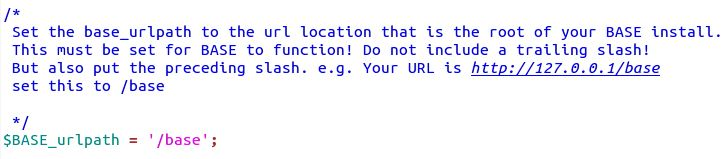 /*
Set the base_urlpath to the url location that is the root of your BASE install.
This must be set for BASE to function! Do not include a trailing slash!
But also put the preceding slash. e.g. Your URL is http://127.0.0.1/base
set this to /base
*/
$BASE_urlpath = '/base';